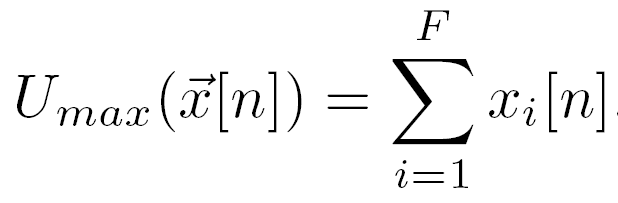 U_{max}(\vec{x}[n]) = \sum_{i=1}^{F} x_i[n].